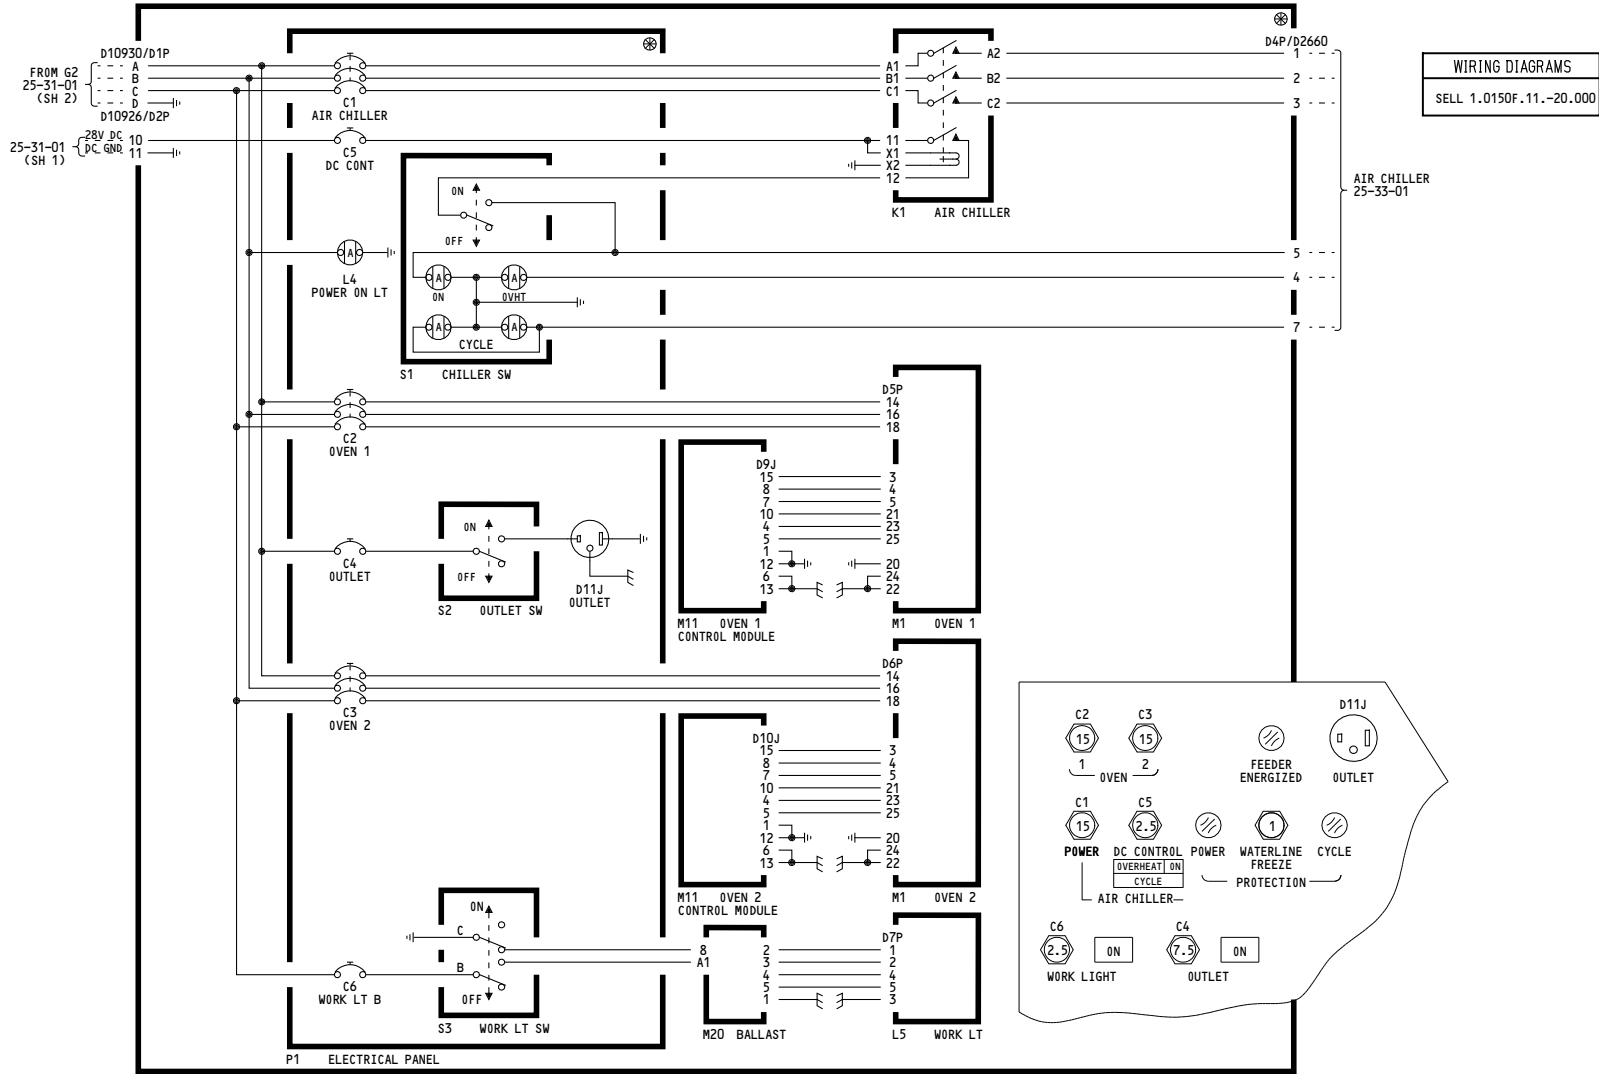 D10930/D1P
FROM G2
25-31-01
(SH 2)
A
B
C
D
D10926/D2P
25-31-01
(SH 1)
28V DC 10
DC GND 11
C1
AIR CHILLER
C5
DC CONT
A1
B1
C1
A2
B2
C2
11
X1
X2
12
K1 AIR CHILLER
D4P/D2660
1
2
3
5
4
7
AIR CHILLER
25-33-01
WIRING DIAGRAMS
SELL 1.0150F.11.-20.000
ON
OFF
L4
POWER ON LT
A
A
A
ON
OVHT
A
A
CYCLE
S1 CHILLER SW
C2
OVEN 1
D5P
14
16
18
D9J
15
8
7
10
4
5
1
12
6
13
3
4
5
21
23
25
20
24
22
M11 OVEN 1
CONTROL MODULE
M1 OVEN 1
C4
OUTLET
ON
OFF
S2 OUTLET SW
D11J
OUTLET
C3
OVEN 2
D6P
14
16
18
D10J
15
8
7
10
4
5
1
12
6
13
3
4
5
21
23
25
20
24
22
M11 OVEN 2
CONTROL MODULE
M1 OVEN 2
ON
C
B
OFF
C6
WORK LT B
S3 WORK LT SW
8
A1
2
3
4
5
1
M20 BALLAST
D7P
1
2
4
5
3
L5 WORK LT
P1 ELECTRICAL PANEL
C2
C3
D11J
15
15
1
2
OVEN
FEEDER
ENERGIZED
OUTLET
C1
C5
15
2.5
1
POWER
DC CONTROL
POWER
WATERLINE
FREEZE
CYCLE
OVERHEAT ON
CYCLE
PROTECTION
AIR CHILLER
C6
C4
2.5
ON
7.5
ON
WORK LIGHT
OUTLET